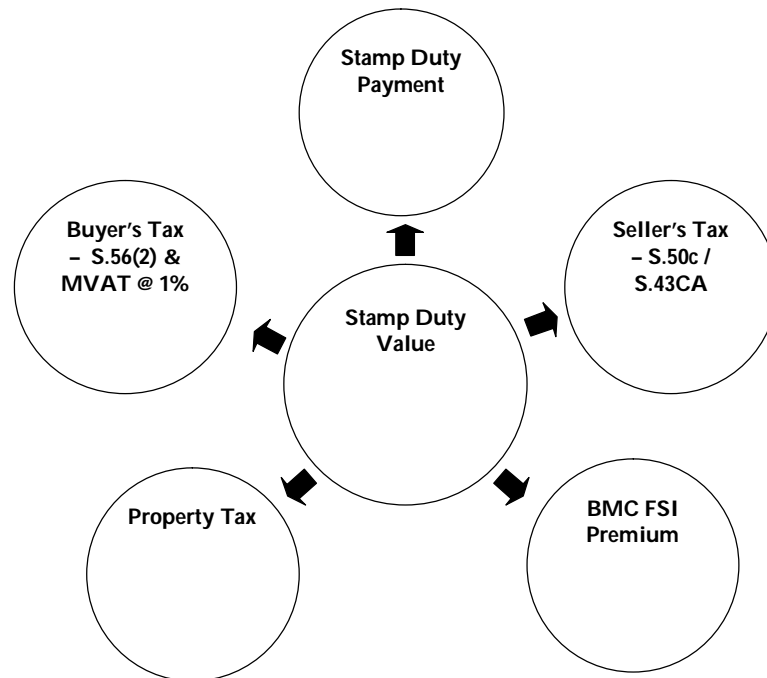 Stamp Duty
Payment
Buyer's Tax
– S.56(2) &
MVAT @ 1%
Seller's Tax
– S.50c /
S.43CA
Stamp Duty
Value
Property Tax
BMC FSI
Premium